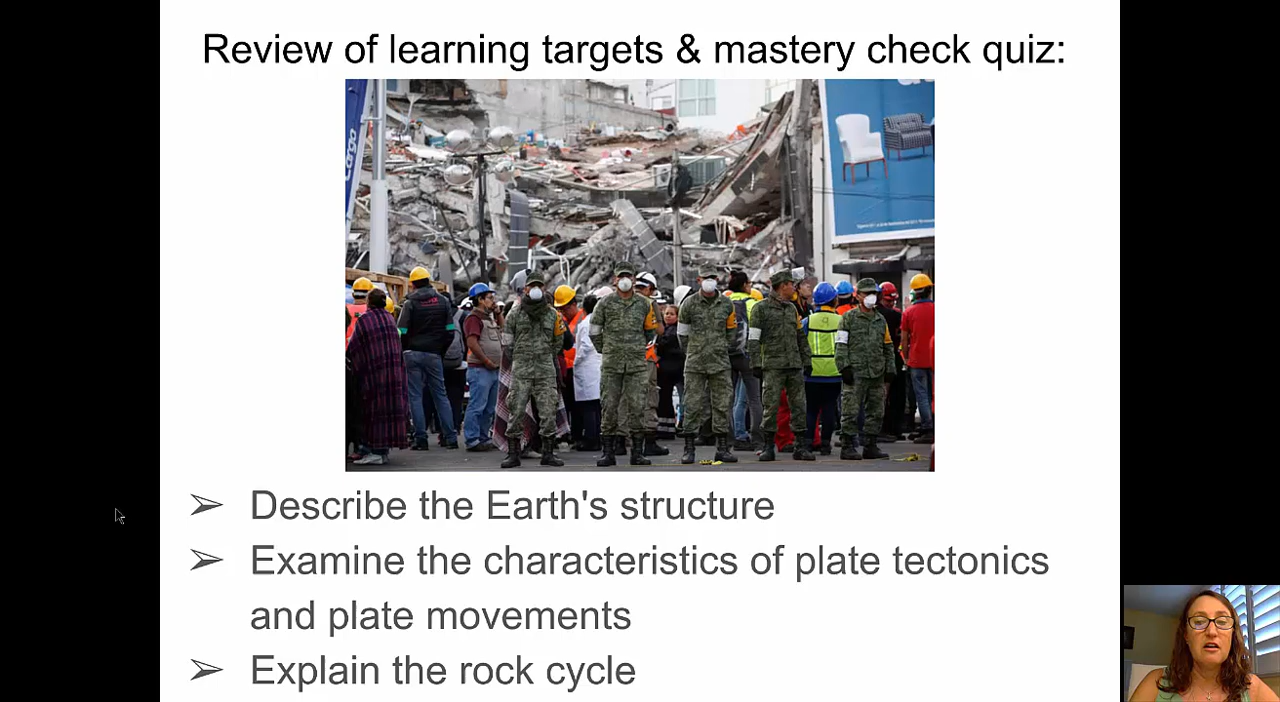 Review of learning targets & mastery check quiz:
cargo
➢ Describe the Earth's structure
➢ Examine the characteristics of plate tectonics
and plate movements
➢ Explain the rock cycle